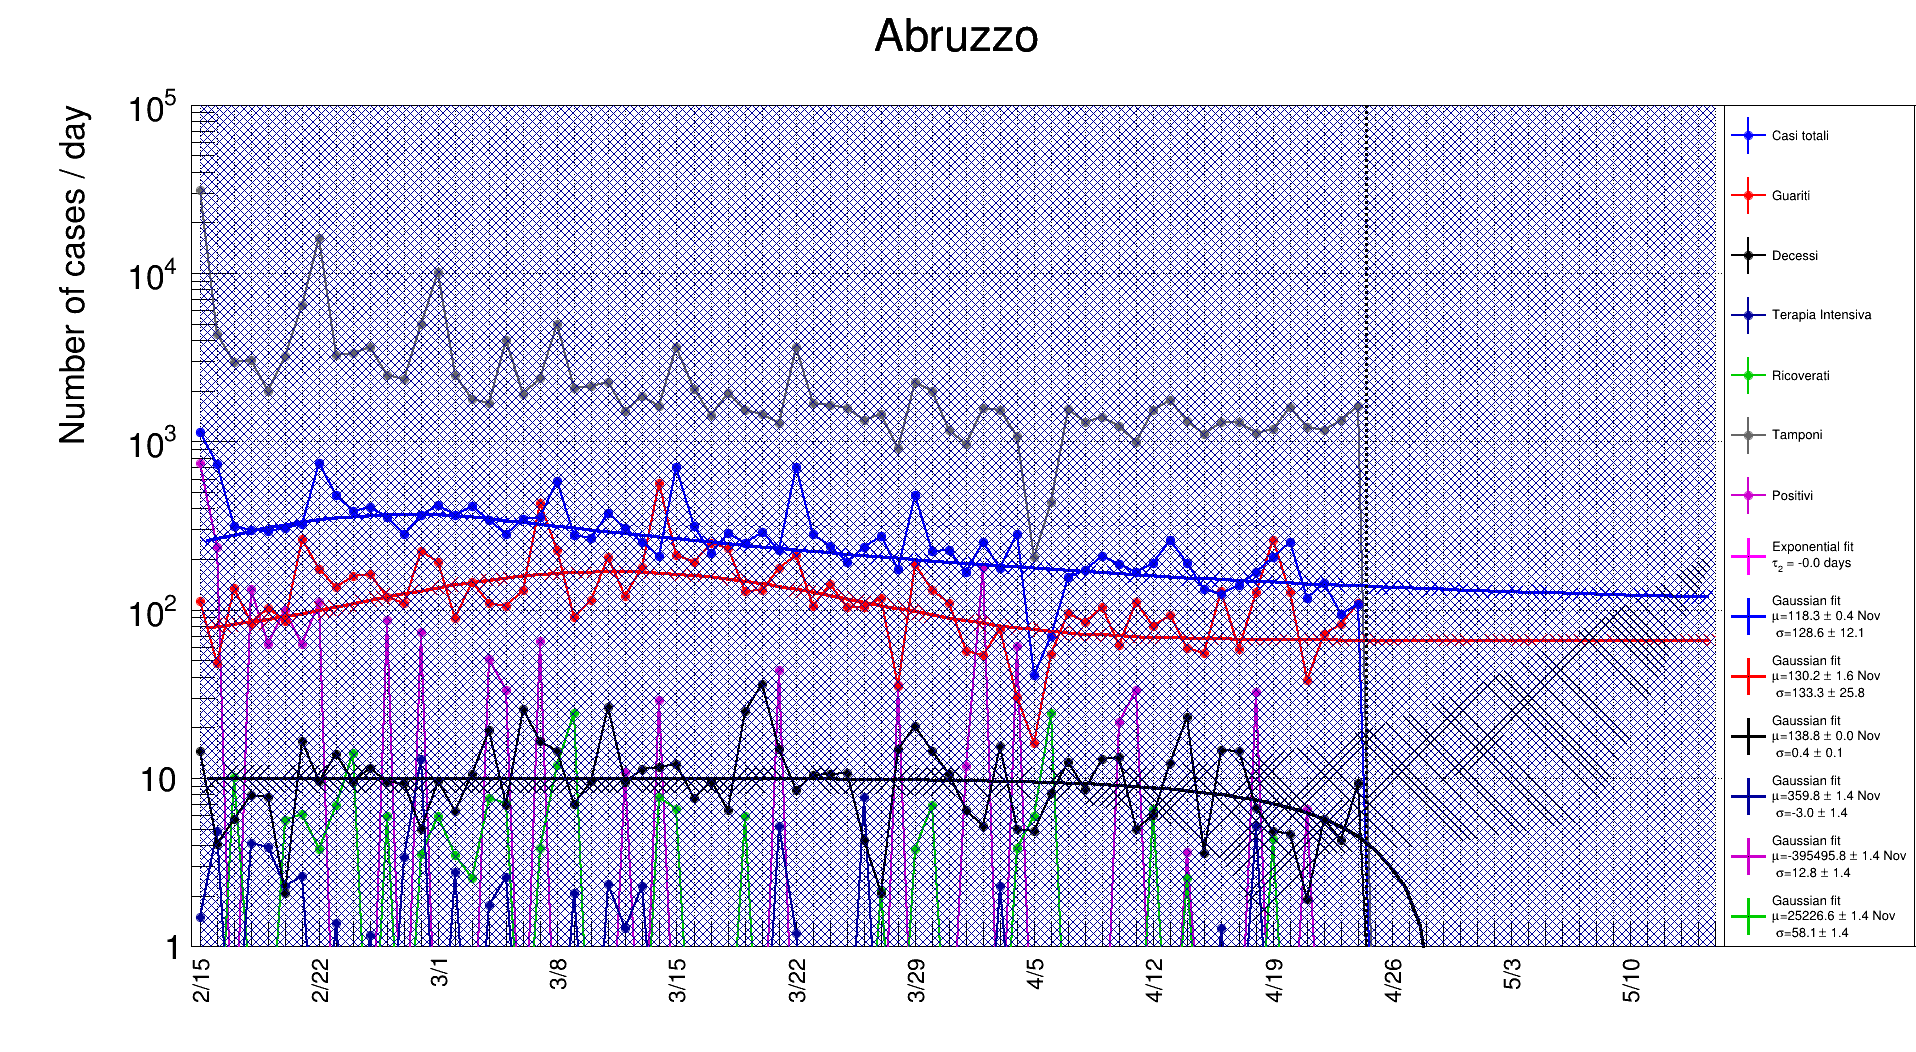 Abruzzo
Number of cases / day
10^5
10^4
10^3
10^2
10
1
2/15
2/22
3/1
3/8
3/15
3/22
3/29
4/5
4/12
4/19
4/26
5/3
5/10
Casi totali
Guariti
Decessi
Terapia Intensiva
Ricoverati
Tamponi
Positivi
Exponential fit
τ₂ = -0.0 days
Gaussian fit
μ=118.3 ± 0.4 Nov
σ=128.6 ± 12.1
Gaussian fit
μ=130.2 ± 1.6 Nov
σ=133.3 ± 25.8
Gaussian fit
μ=138.8 ± 0.0 Nov
σ=0.4 ± 0.1
Gaussian fit
μ=359.8 ± 1.4 Nov
σ=-3.0 ± 1.4
Gaussian fit
μ=-395495.8 ± 1.4 Nov
σ=12.8 ± 1.4
Gaussian fit
μ=25226.6 ± 1.4 Nov
σ=58.1 ± 1.4